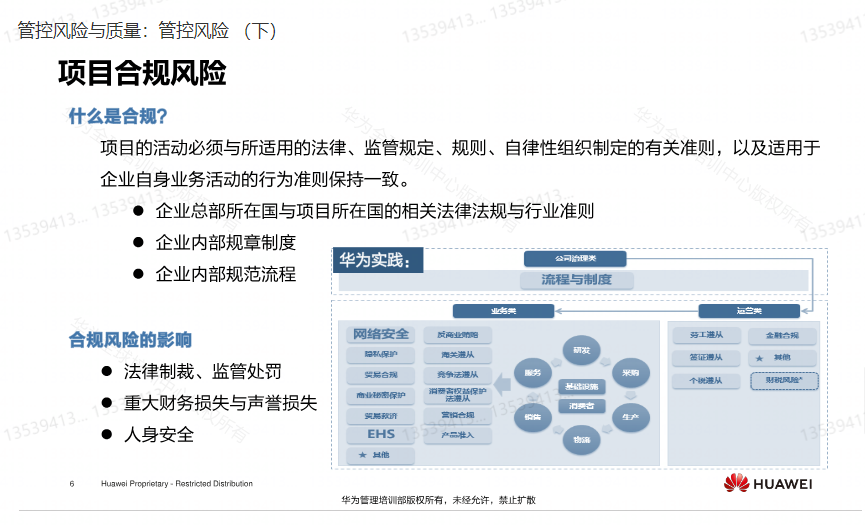 管控风险与质量：管控风险 （下）
项目合规风险
什么是合规?
项目的活动必须与所适用的法律、监管规定、规则、自律性组织制定的有关准则，以及适用于
企业自身业务活动的行为准则保持一致。
● 企业总部所在国与项目所在国的相关法律法规与行业准则
● 企业内部规章制度
● 企业内部规范流程
华为实践：
公司治理类
流程与制度
业务类
运营类
网络安全
隐私保护
贸易合规
商业秘密保护
贸易救济
EHS
★ 其他
反商业贿赂
海关遵从
竞争法遵从
消费者权益保护
法遵从
营销合规
产品准入
研发
采购
生产
物流
销售
服务
基础设施
消费者
劳工遵从
签证遵从
个税遵从
金融合规
★ 其他
财税风险*
合规风险的影响
● 法律制裁、监管处罚
● 重大财务损失与声誉损失
● 人身安全
6 Huawei Proprietary - Restricted Distribution
HUAWEI
华为管理培训部版权所有，未经允许，禁止扩散